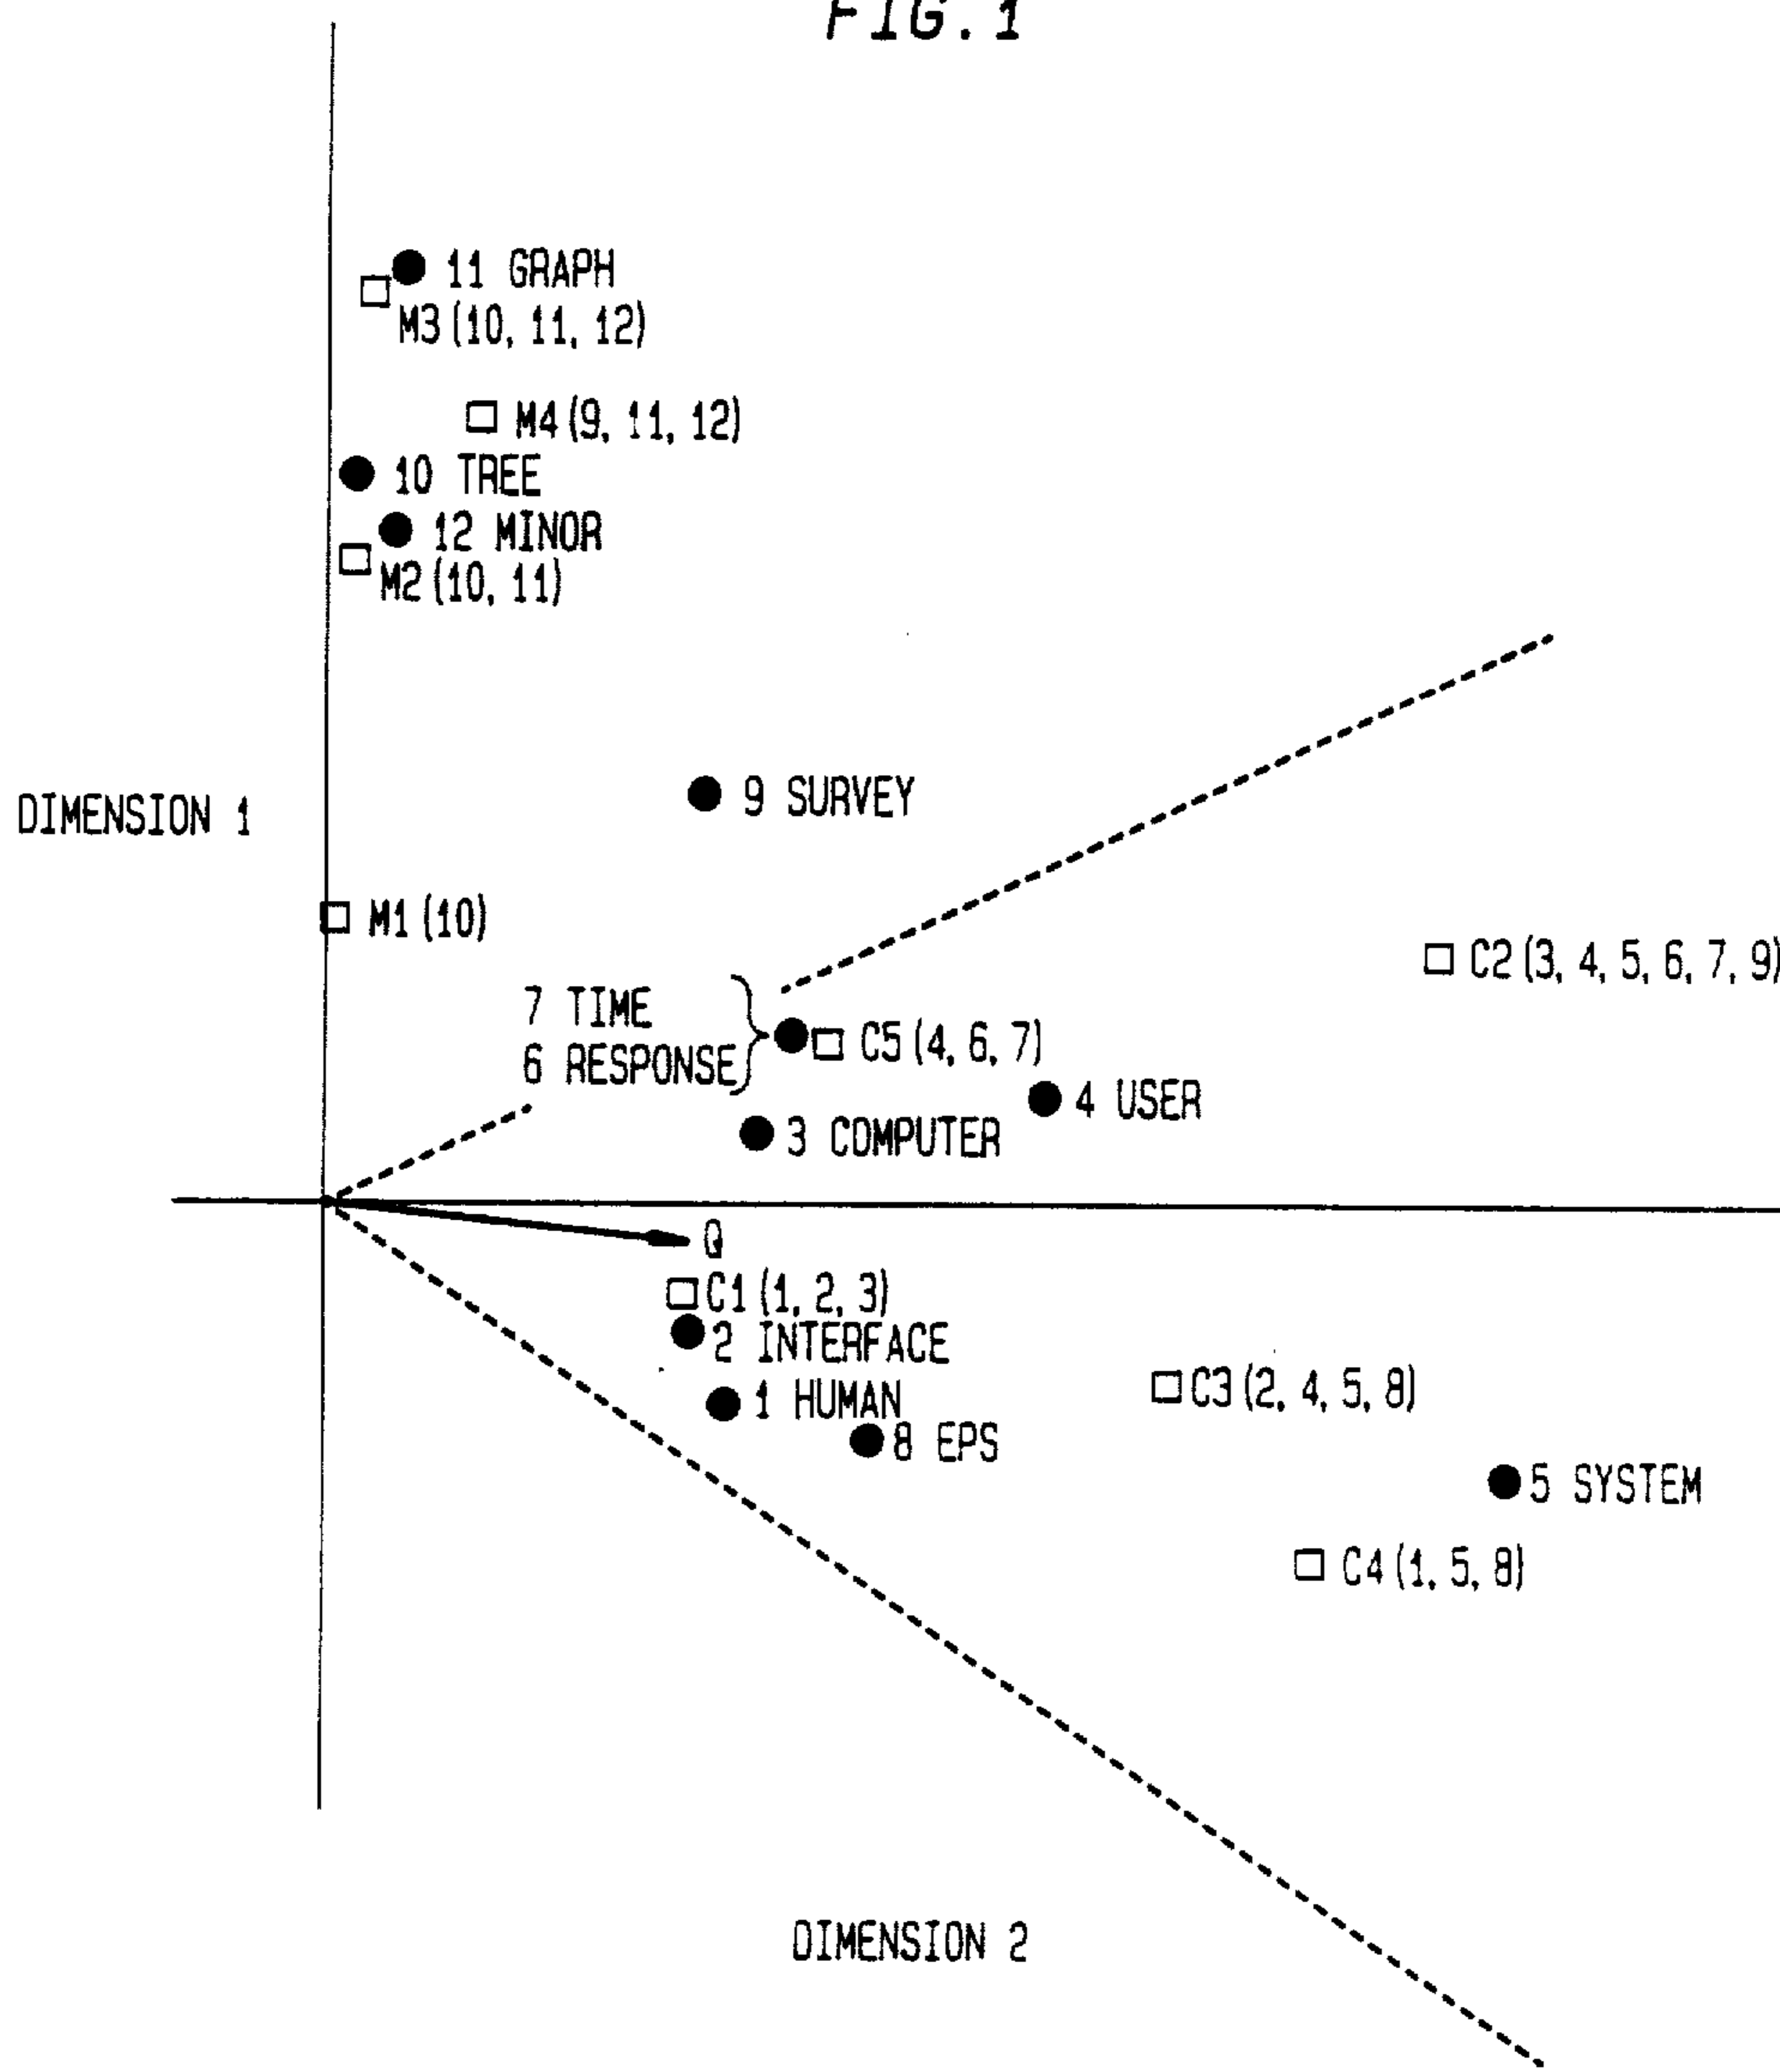 FIG. 1
11 GRAPH
M3 (10, 11, 12)
M4 (9, 11, 12)
10 TREE
12 MINOR
M2 (10, 11)
9 SURVEY
DIMENSION 1
M1 (10)
C2 (3, 4, 5, 6, 7, 9)
7 TIME
6 RESPONSE
C5 (4, 6, 7)
4 USER
3 COMPUTER
Q
C1 (1, 2, 3)
2 INTERFACE
C3 (2, 4, 5, 8)
1 HUMAN
8 EPS
5 SYSTEM
C4 (1, 5, 8)
DIMENSION 2